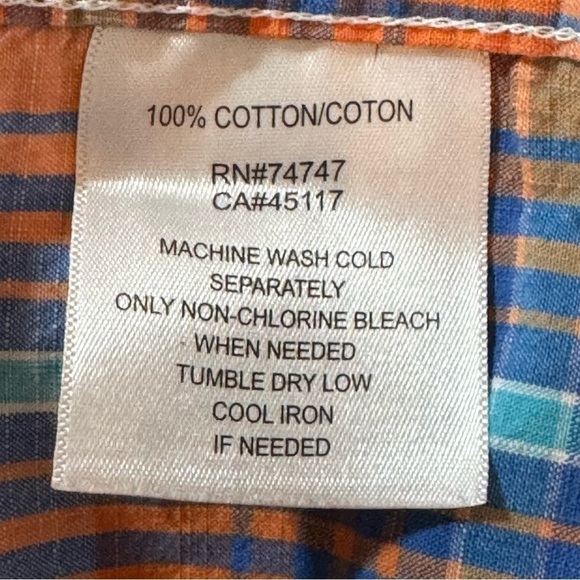 100% COTTON/COTON
RN#74747
CA#45117
MACHINE WASH COLD
SEPARATELY
ONLY NON-CHLORINE BLEACH
WHEN NEEDED
TUMBLE DRY LOW
COOL IRON
IF NEEDED